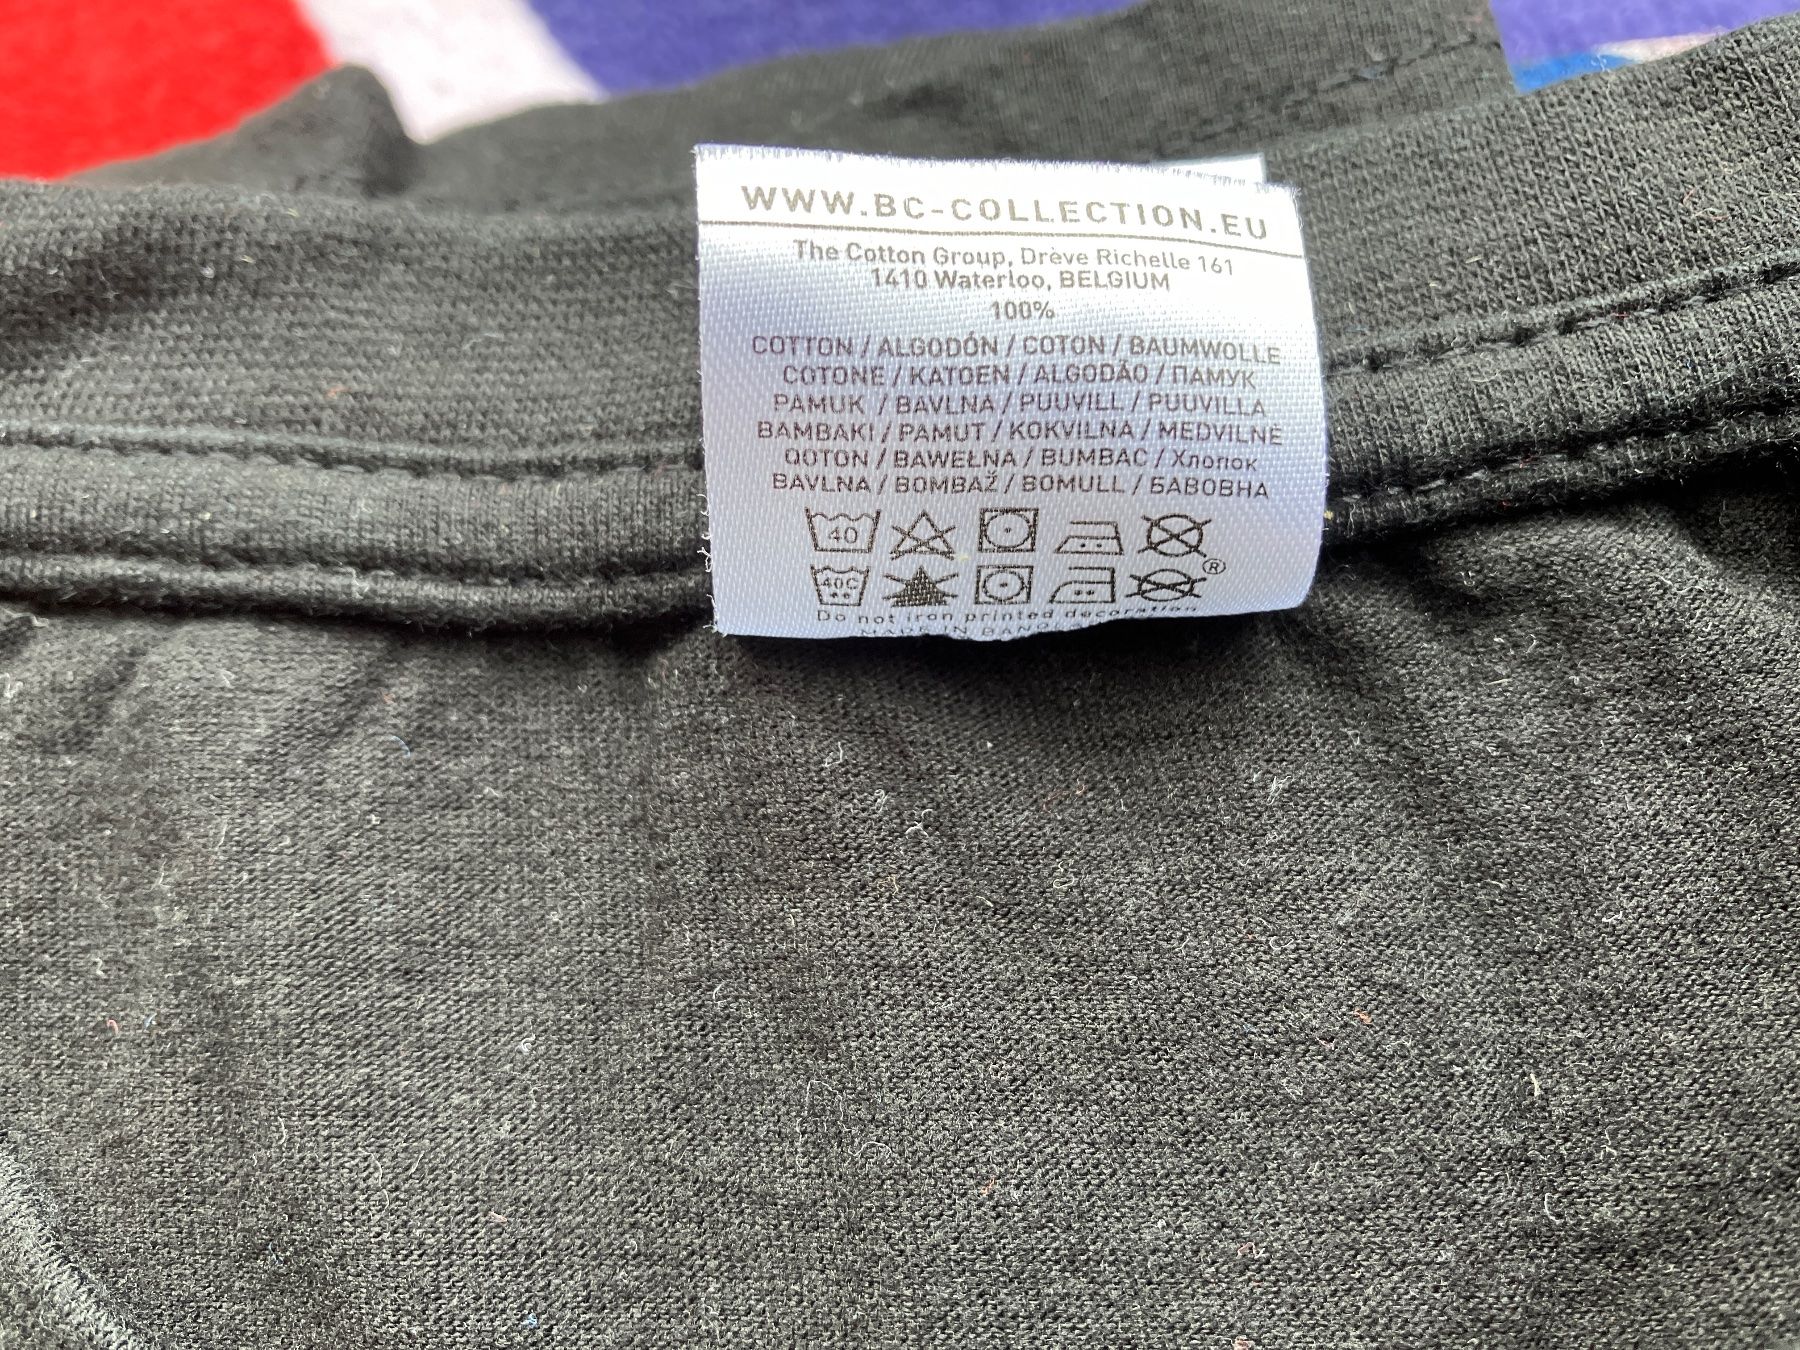 WWW.BC-COLLECTION.EU
The Cotton Group, Drève Richelle 161
1410 Waterloo, BELGIUM
100%
COTTON / ALGODÓN / COTON / BAUMWOLLE
COTONE / KATOEN / ALGODÃO / ПАМУК
PAMUK / BAVLNA / PUUVILL / PUUVILLA
BAMBAKI / PAMUT / KOKVILNA / MEDVILNĖ
QOTON / BAWEŁNA / BUMBAC / Хлопок
BAVLNA / BOMBAŽ / BOMULL / БАВОВНА
40
40C ®
Do not iron printed decoration
MADE IN